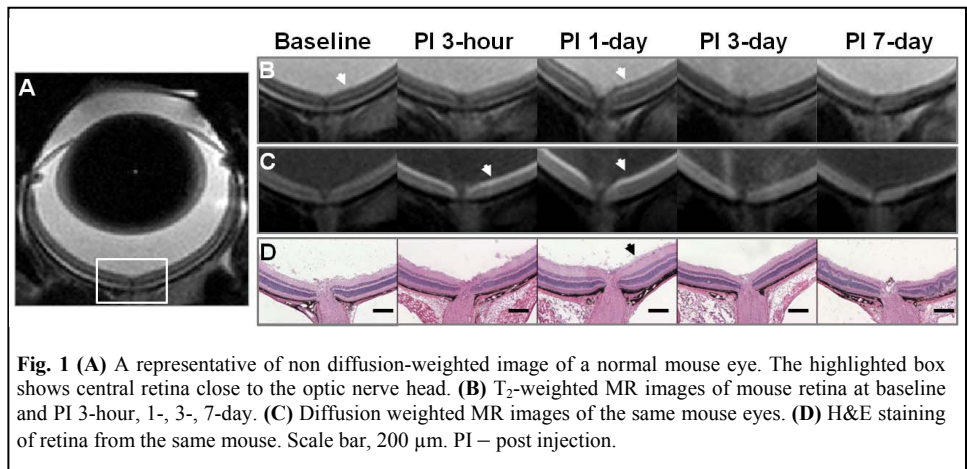 Baseline PI 3-hour PI 1-day PI 3-day PI 7-day
A
B
C
D
Fig. 1 (A) A representative of non diffusion-weighted image of a normal mouse eye. The highlighted box
shows central retina close to the optic nerve head. (B) T₂-weighted MR images of mouse retina at baseline
and PI 3-hour, 1-, 3-, 7-day. (C) Diffusion weighted MR images of the same mouse eyes. (D) H&E staining
of retina from the same mouse. Scale bar, 200 µm. PI – post injection.